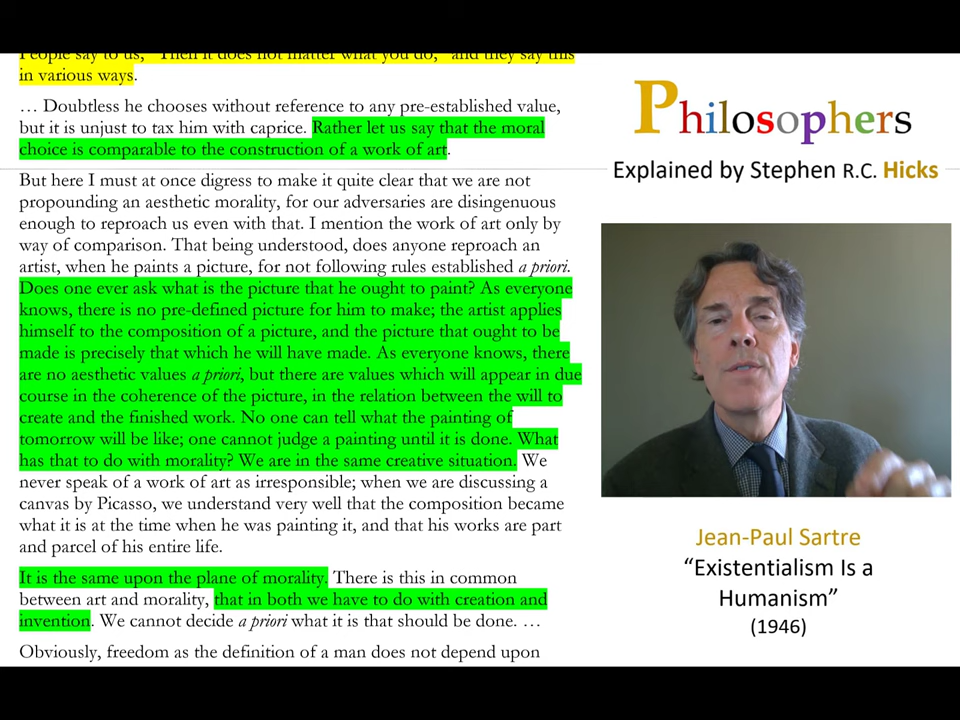 People say to us, "Then it does not matter what you do," and they say this
in various ways.
… Doubtless he chooses without reference to any pre-established value,
but it is unjust to tax him with caprice. Rather let us say that the moral
choice is comparable to the construction of a work of art.
But here I must at once digress to make it quite clear that we are not
propounding an aesthetic morality, for our adversaries are disingenuous
enough to reproach us even with that. I mention the work of art only by
way of comparison. That being understood, does anyone reproach an
artist, when he paints a picture, for not following rules established a priori.
Does one ever ask what is the picture that he ought to paint? As everyone
knows, there is no pre-defined picture for him to make; the artist applies
himself to the composition of a picture, and the picture that ought to be
made is precisely that which he will have made. As everyone knows, there
are no aesthetic values a priori, but there are values which will appear in due
course in the coherence of the picture, in the relation between the will to
create and the finished work. No one can tell what the painting of
tomorrow will be like; one cannot judge a painting until it is done. What
has that to do with morality? We are in the same creative situation. We
never speak of a work of art as irresponsible; when we are discussing a
canvas by Picasso, we understand very well that the composition became
what it is at the time when he was painting it, and that his works are part
and parcel of his entire life.
It is the same upon the plane of morality. There is this in common
between art and morality, that in both we have to do with creation and
invention. We cannot decide a priori what it is that should be done. …
Obviously, freedom as the definition of a man does not depend upon
Philosophers
Explained by Stephen R.C. Hicks
Jean-Paul Sartre
“Existentialism Is a
Humanism”
(1946)